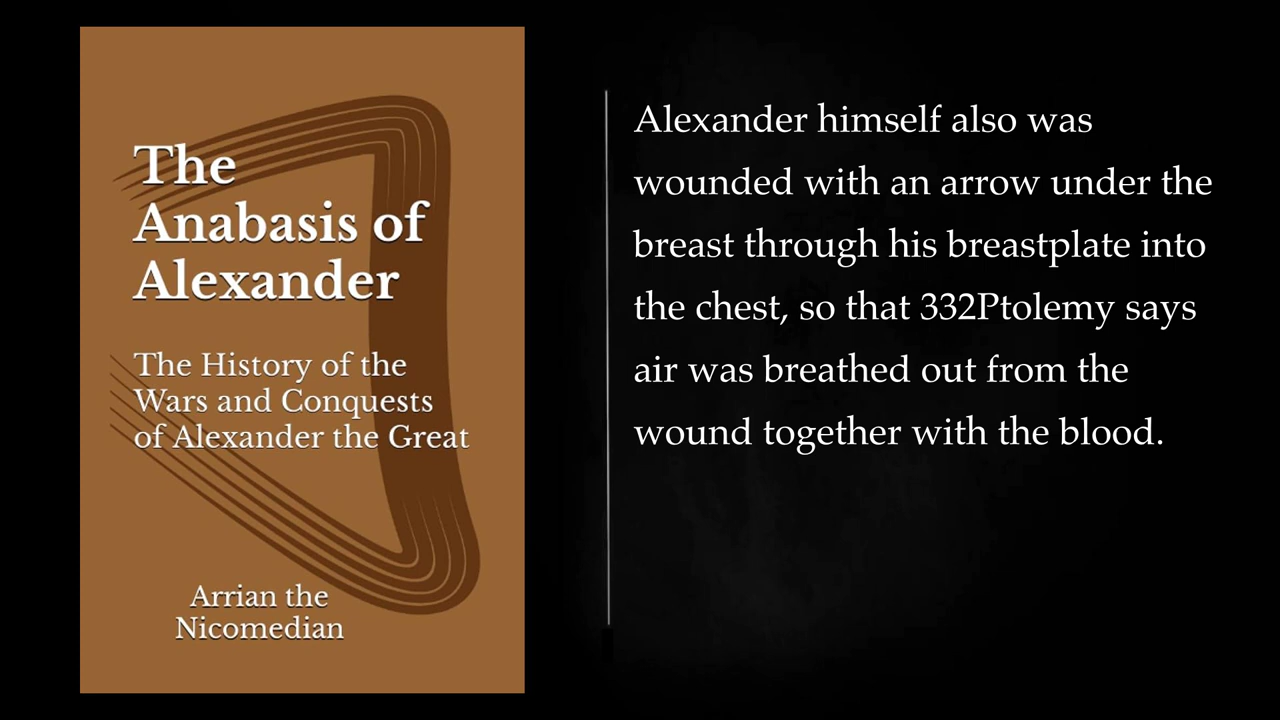 The
Anabasis of
Alexander
The History of the
Wars and Conquests
of Alexander the Great
Arrian the
Nicomedian
Alexander himself also was
wounded with an arrow under the
breast through his breastplate into
the chest, so that 332Ptolemy says
air was breathed out from the
wound together with the blood.